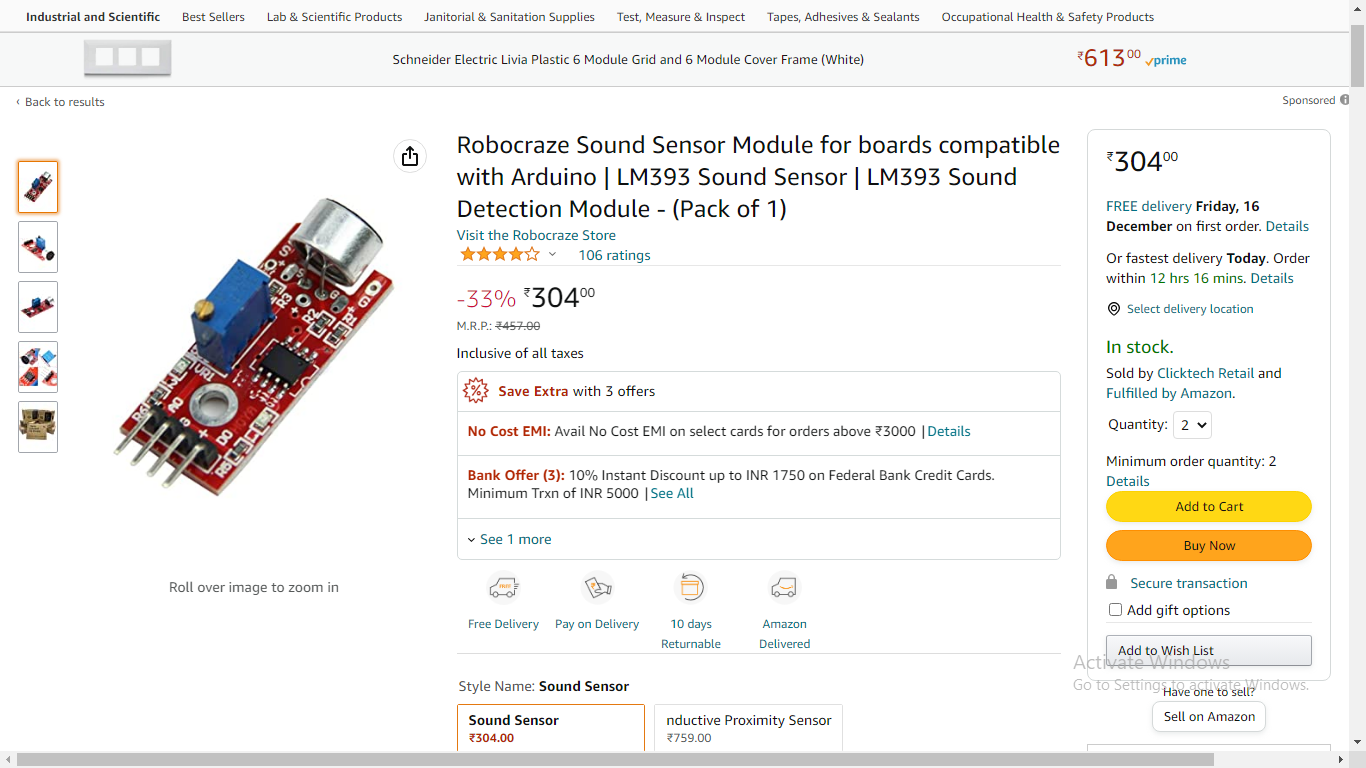 Industrial and Scientific Best Sellers Lab & Scientific Products Janitorial & Sanitation Supplies Test, Measure & Inspect Tapes, Adhesives & Sealants Occupational Health & Safety Products
Schneider Electric Livia Plastic 6 Module Grid and 6 Module Cover Frame (White)
₹61300 prime
‹ Back to results
Sponsored
Robocraze Sound Sensor Module for boards compatible
with Arduino | LM393 Sound Sensor | LM393 Sound
Detection Module - (Pack of 1)
Visit the Robocraze Store
106 ratings
-33% ₹30400
M.R.P.: ₹457.00
Inclusive of all taxes
Save Extra with 3 offers
No Cost EMI: Avail No Cost EMI on select cards for orders above ₹3000 | Details
Bank Offer (3): 10% Instant Discount up to INR 1750 on Federal Bank Credit Cards.
Minimum Trxn of INR 5000 | See All
See 1 more
Free Delivery
Pay on Delivery
10 days
Returnable
Amazon
Delivered
Style Name: Sound Sensor
Sound Sensor
₹304.00
nductive Proximity Sensor
₹759.00
Roll over image to zoom in
R3
R2
R1
G
R6
A0
G
+
D0
₹30400
FREE delivery Friday, 16
December on first order. Details
Or fastest delivery Today. Order
within 12 hrs 16 mins. Details
Select delivery location
In stock.
Sold by Clicktech Retail and
Fulfilled by Amazon.
Quantity: 2
Minimum order quantity: 2
Details
Add to Cart
Buy Now
Secure transaction
Add gift options
Add to Wish List
Activate Windows
Go to Settings to activate Windows.
Have one to sell?
Sell on Amazon